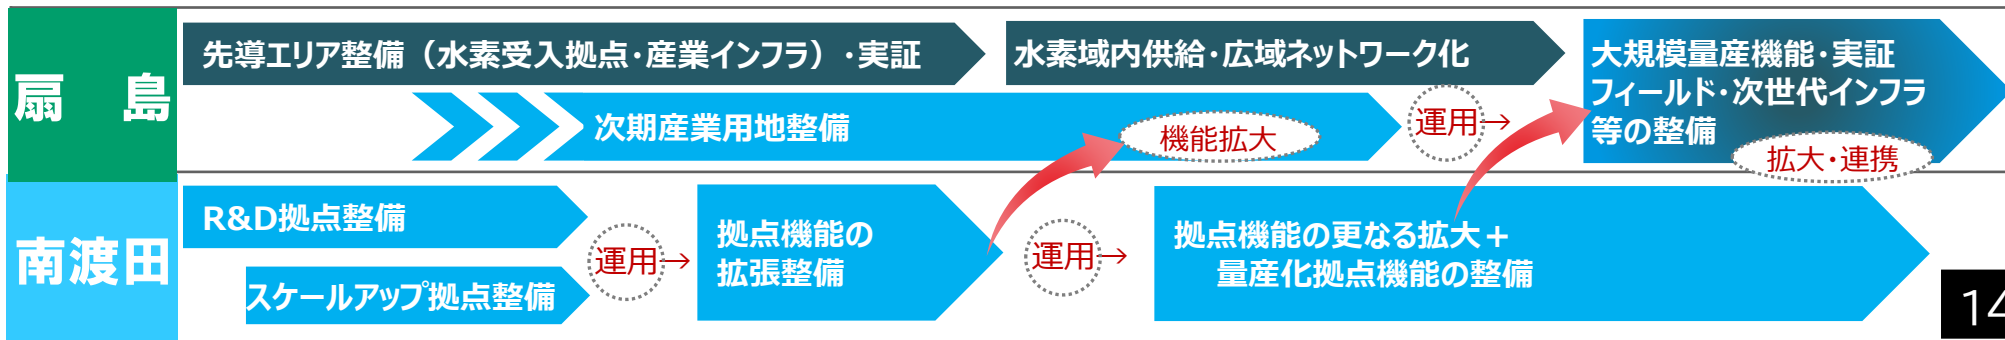 扇　島
先導エリア整備（水素受入拠点・産業インフラ）・実証
水素域内供給・広域ネットワーク化
大規模量産機能・実証
フィールド・次世代インフラ
等の整備
次期産業用地整備
機能拡大
運用→
拡大・連携
南渡田
R&D拠点整備
スケールアップ拠点整備
運用→
拠点機能の
拡張整備
運用→
拠点機能の更なる拡大＋
量産化拠点機能の整備
14